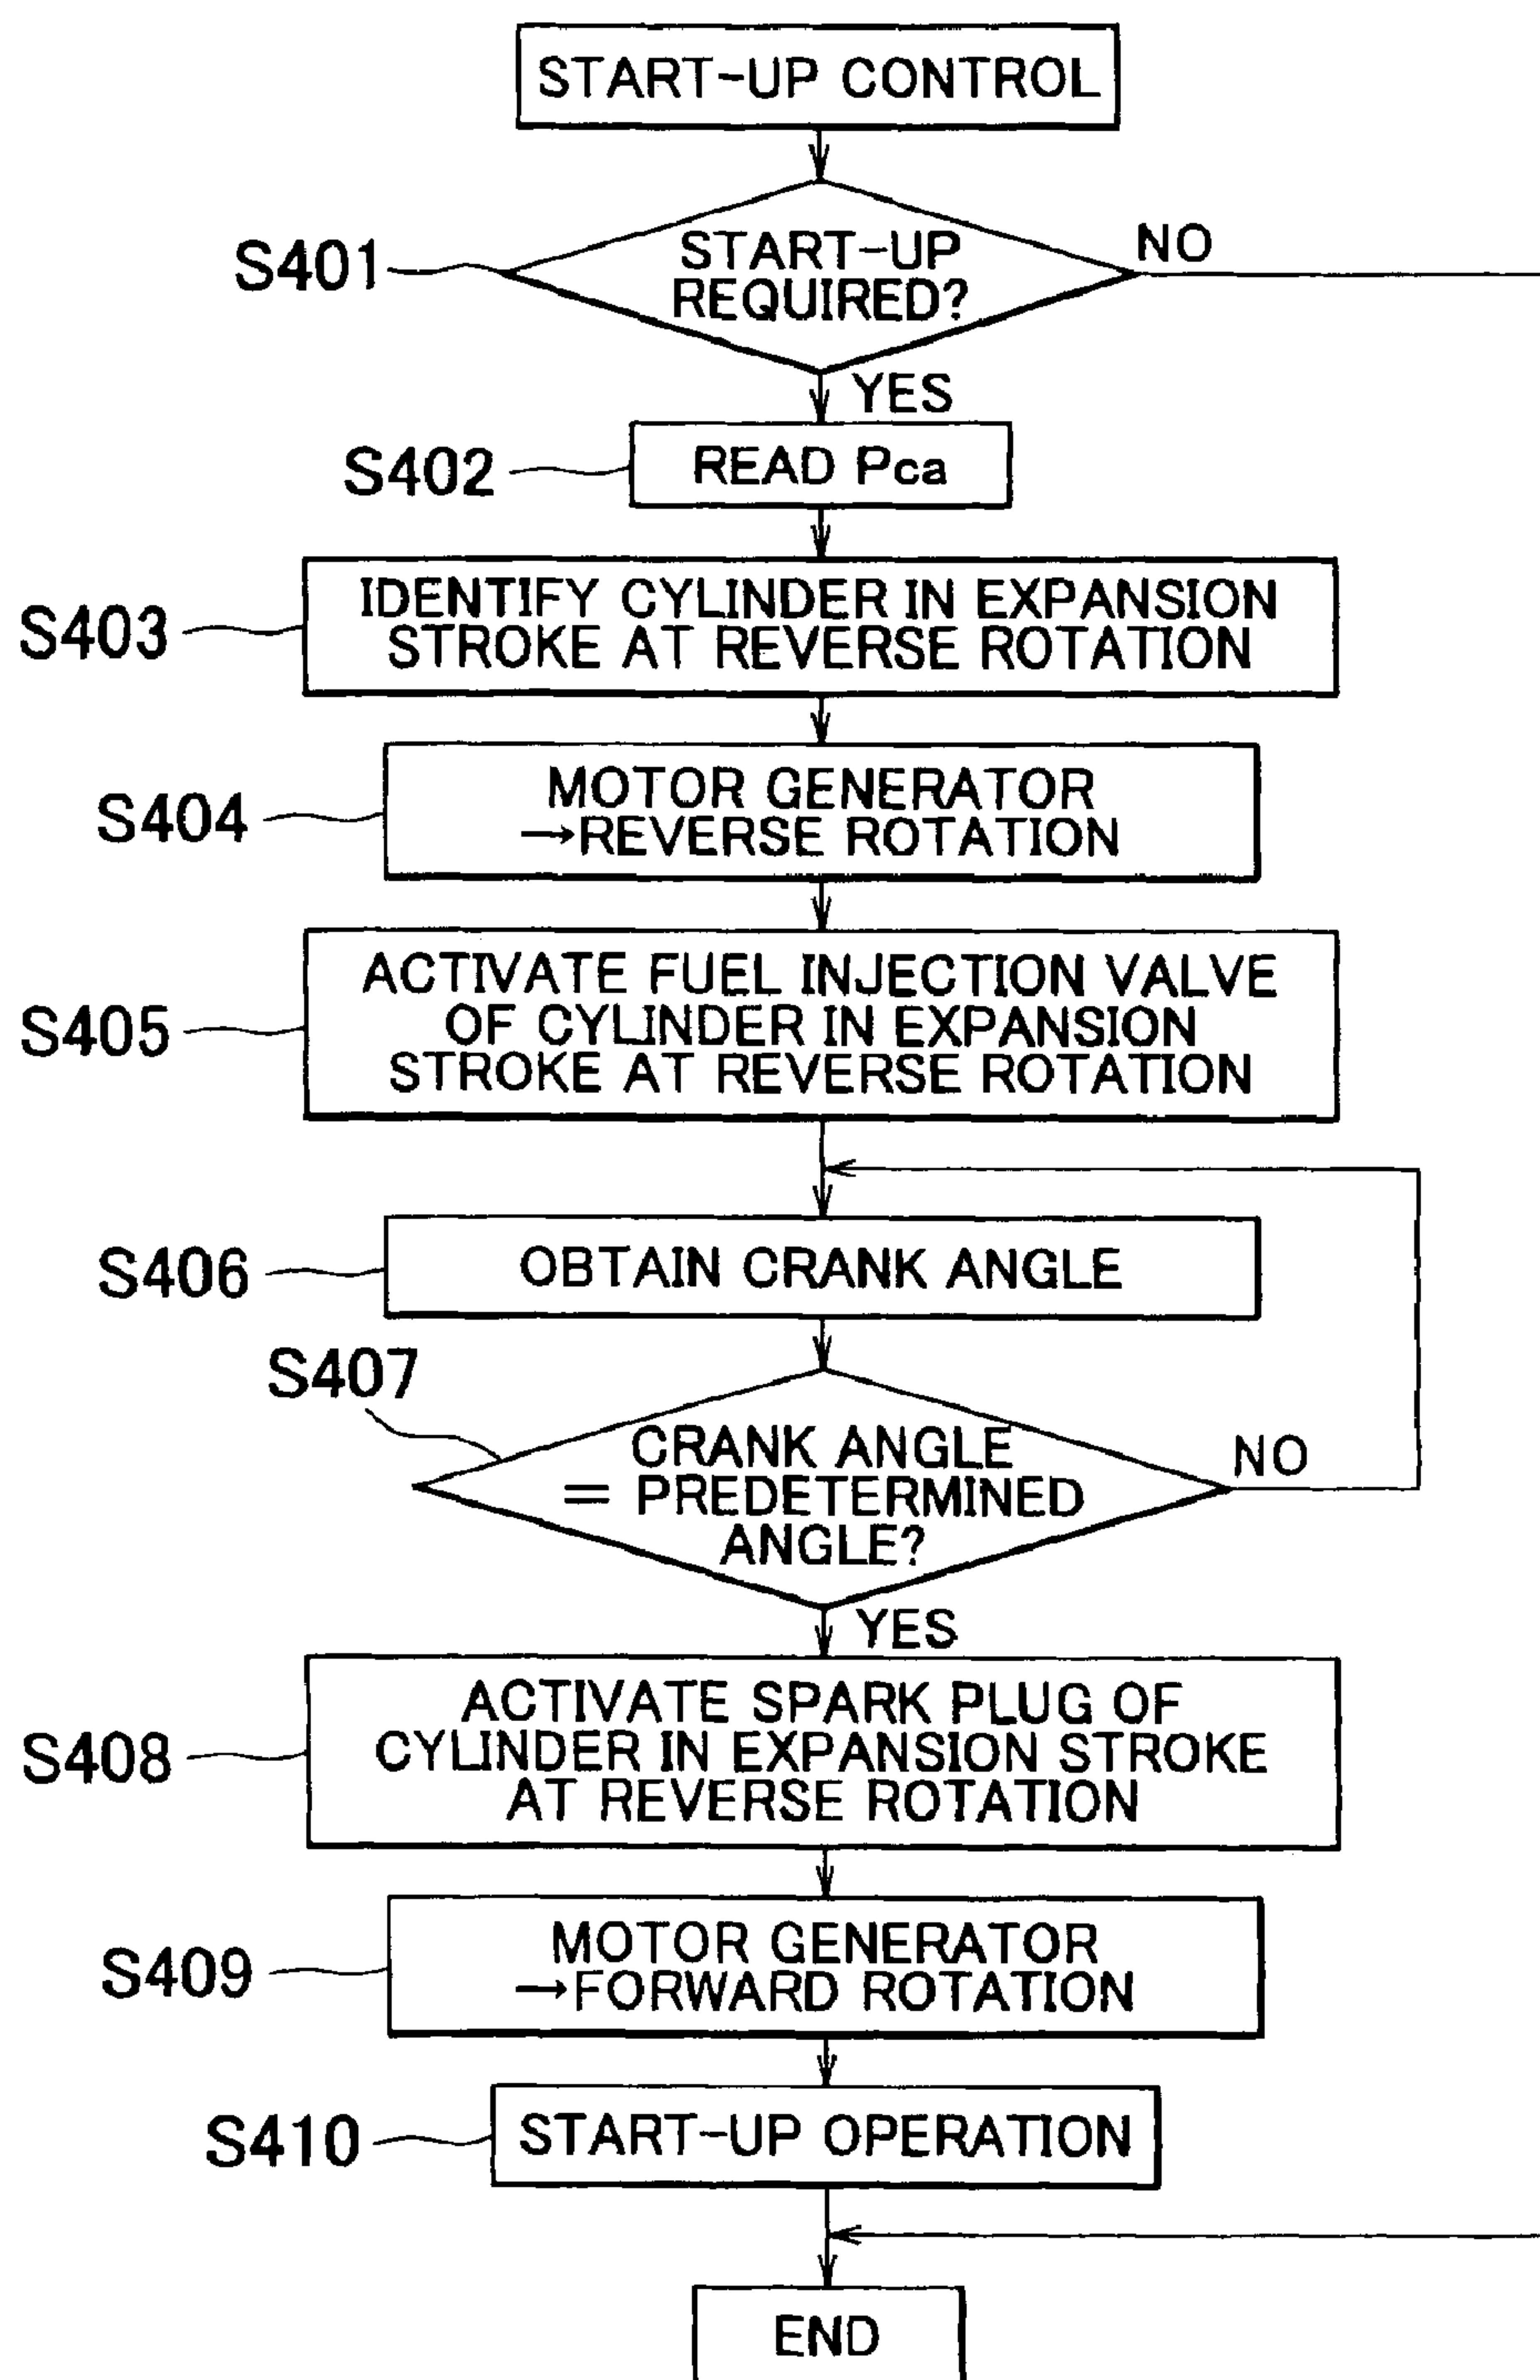 START-UP CONTROL
S401
START-UP
REQUIRED?
NO
YES
S402
READ Pca
S403
IDENTIFY CYLINDER IN EXPANSION
STROKE AT REVERSE ROTATION
S404
MOTOR GENERATOR
→REVERSE ROTATION
S405
ACTIVATE FUEL INJECTION VALVE
OF CYLINDER IN EXPANSION
STROKE AT REVERSE ROTATION
S406
OBTAIN CRANK ANGLE
S407
CRANK ANGLE
= PREDETERMINED
ANGLE?
NO
YES
S408
ACTIVATE SPARK PLUG OF
CYLINDER IN EXPANSION STROKE
AT REVERSE ROTATION
S409
MOTOR GENERATOR
→FORWARD ROTATION
S410
START-UP OPERATION
END